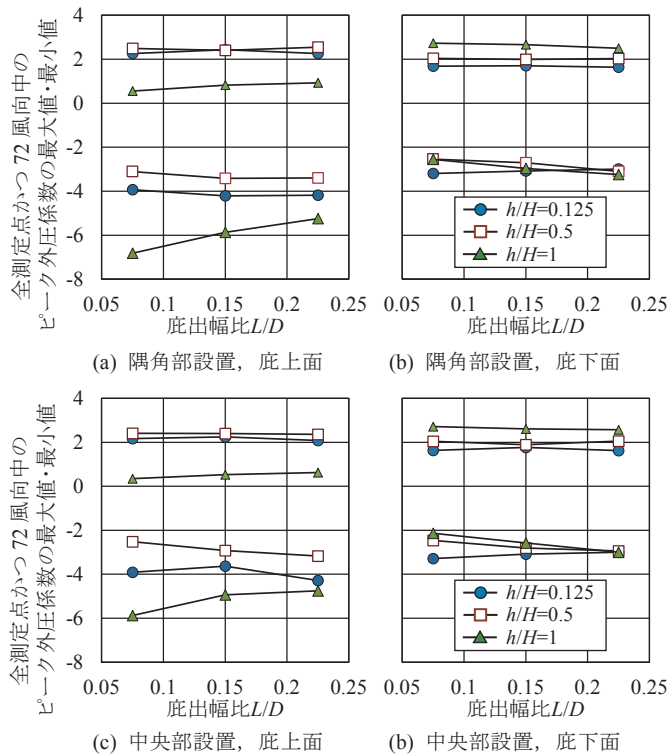 全測定点かつ 72 風向中の
ピーク外圧係数の最大値・最小値
4
2
0
-2
-4
-6
-8
0.05 0.1 0.15 0.2 0.25
庇出幅比L/D
(a) 隅角部設置，庇上面
h/H=0.125
h/H=0.5
h/H=1
0.05 0.1 0.15 0.2 0.25
庇出幅比L/D
(b) 隅角部設置，庇下面
全測定点かつ 72 風向中の
ピーク外圧係数の最大値・最小値
4
2
0
-2
-4
-6
-8
0.05 0.1 0.15 0.2 0.25
庇出幅比L/D
(c) 中央部設置，庇上面
h/H=0.125
h/H=0.5
h/H=1
0.05 0.1 0.15 0.2 0.25
庇出幅比L/D
(b) 中央部設置，庇下面